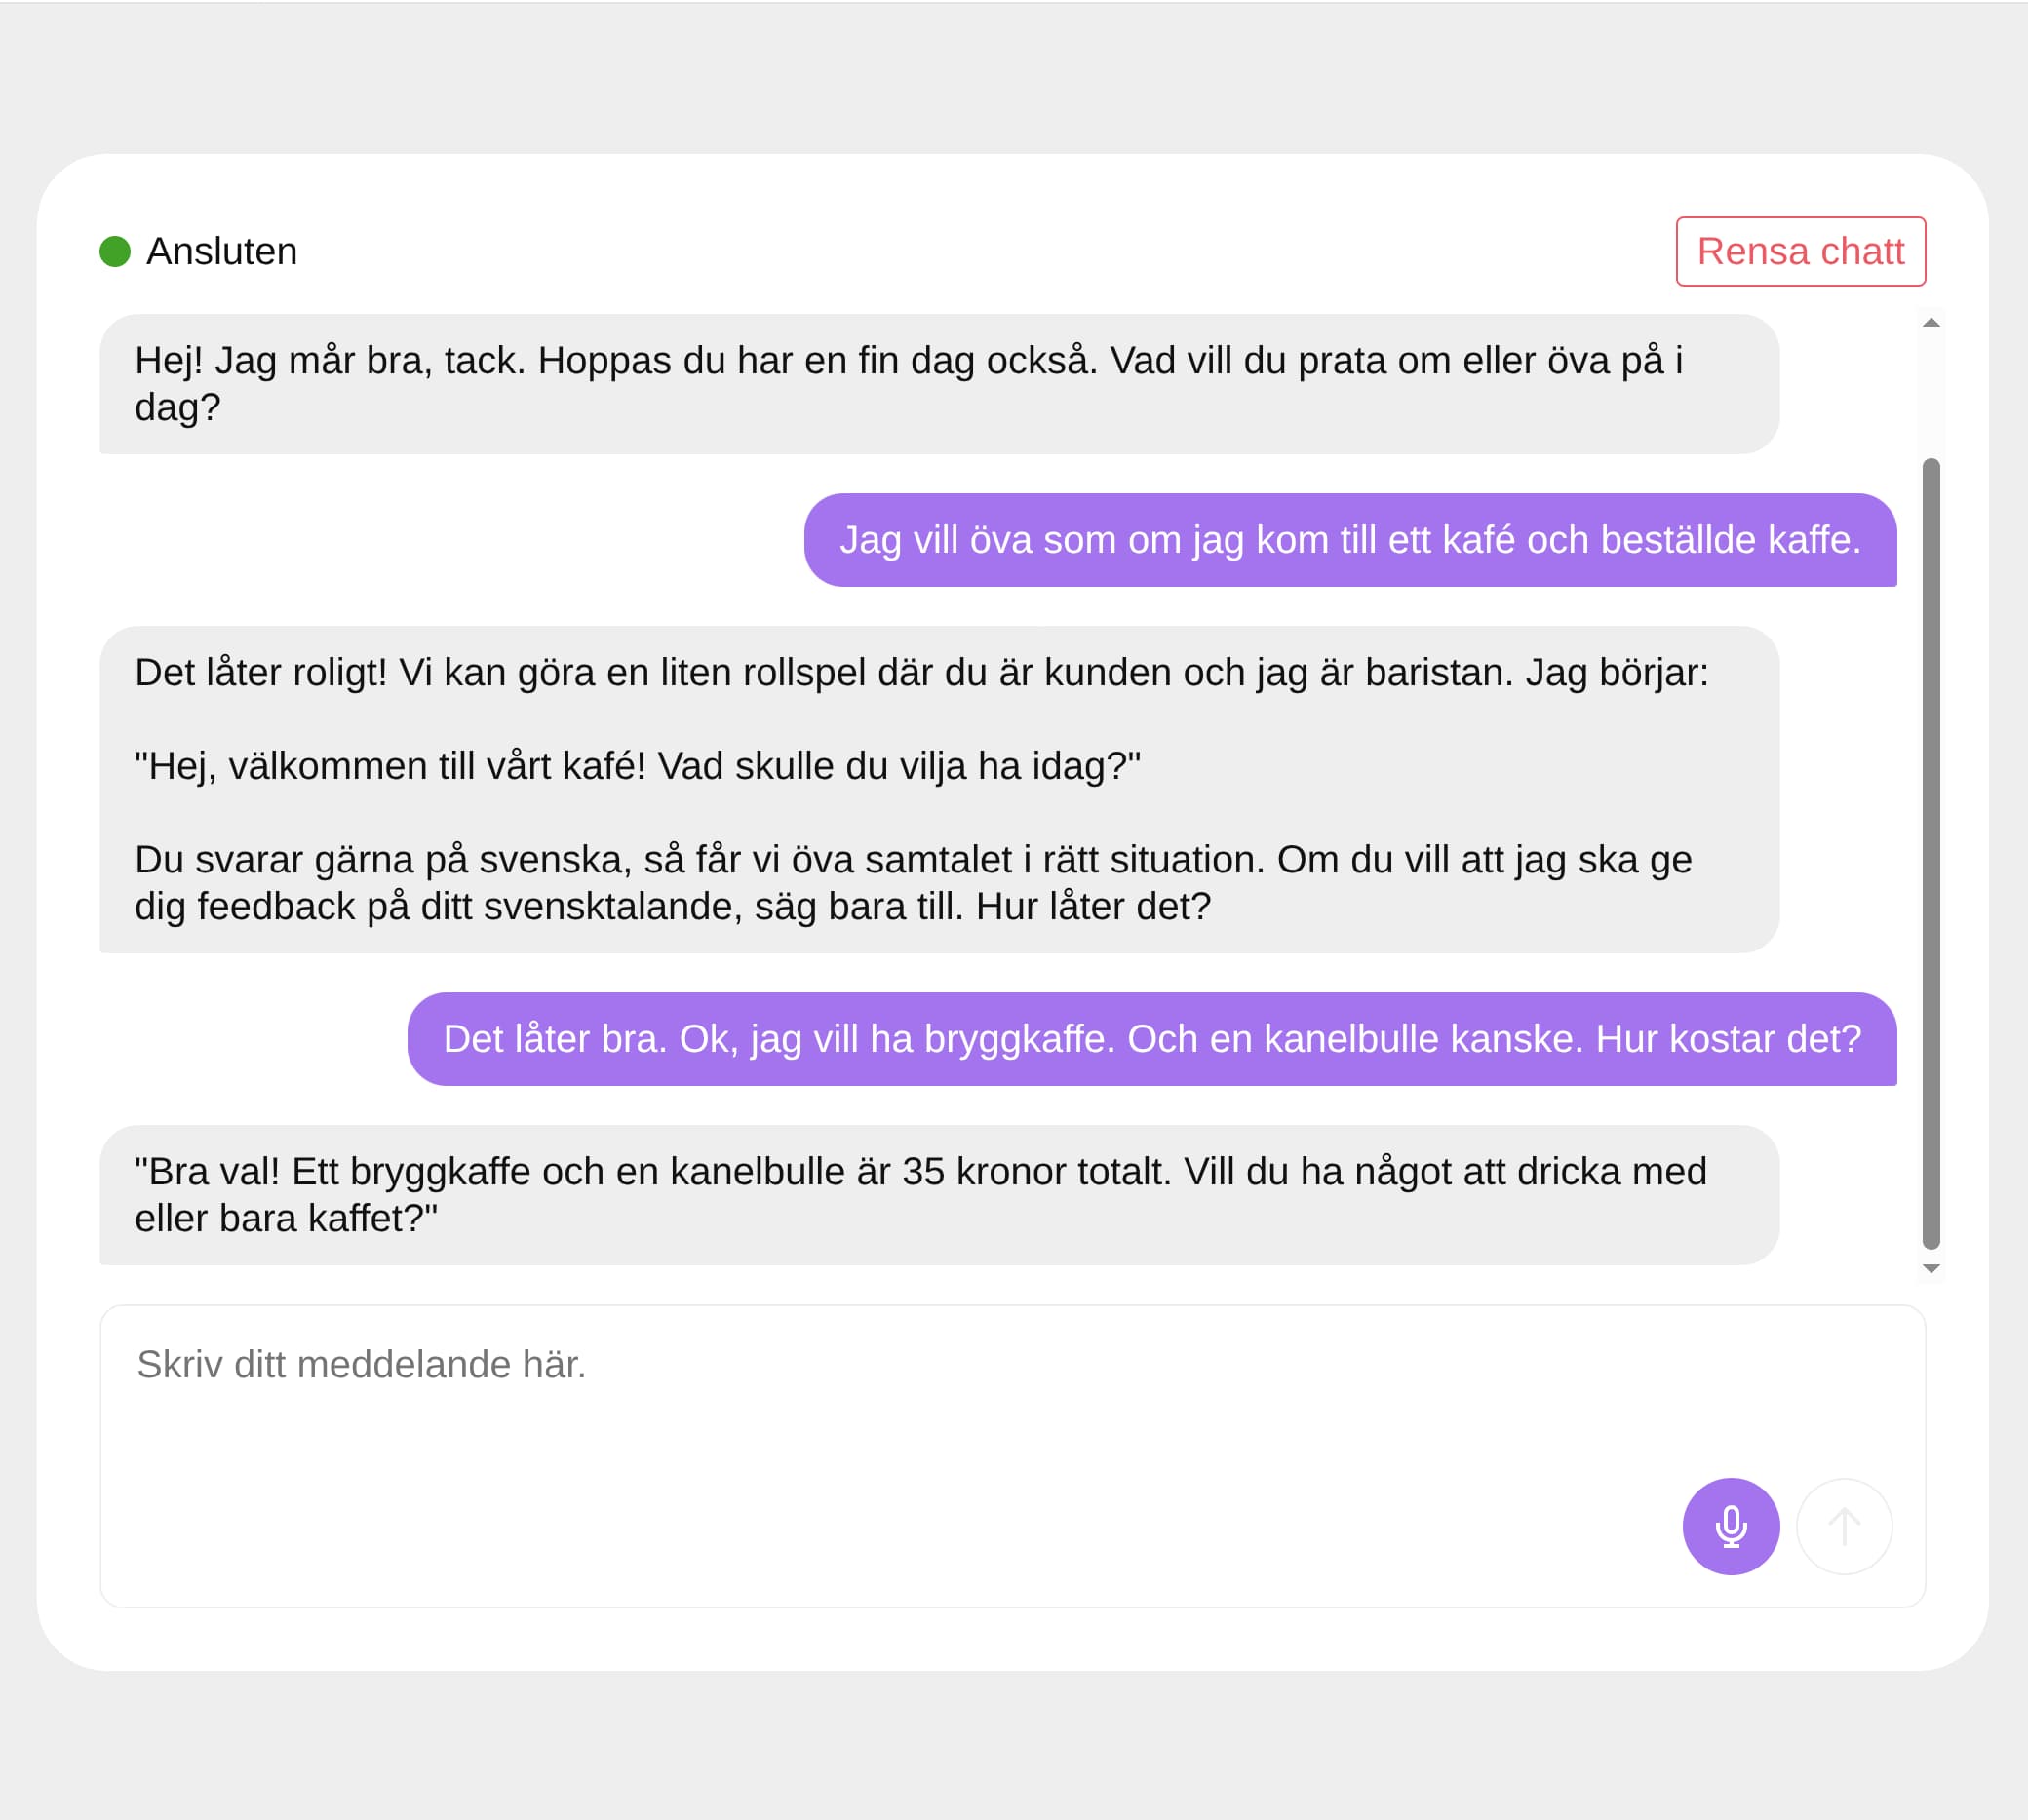 Ansluten
Rensa chatt
Hej! Jag mår bra, tack. Hoppas du har en fin dag också. Vad vill du prata om eller öva på i
dag?
Jag vill öva som om jag kom till ett kafé och beställde kaffe.
Det låter roligt! Vi kan göra en liten rollspel där du är kunden och jag är baristan. Jag börjar:
"Hej, välkommen till vårt kafé! Vad skulle du vilja ha idag?"
Du svarar gärna på svenska, så får vi öva samtalet i rätt situation. Om du vill att jag ska ge
dig feedback på ditt svensktalande, säg bara till. Hur låter det?
Det låter bra. Ok, jag vill ha bryggkaffe. Och en kanelbulle kanske. Hur kostar det?
"Bra val! Ett bryggkaffe och en kanelbulle är 35 kronor totalt. Vill du ha något att dricka med
eller bara kaffet?"
Skriv ditt meddelande här.